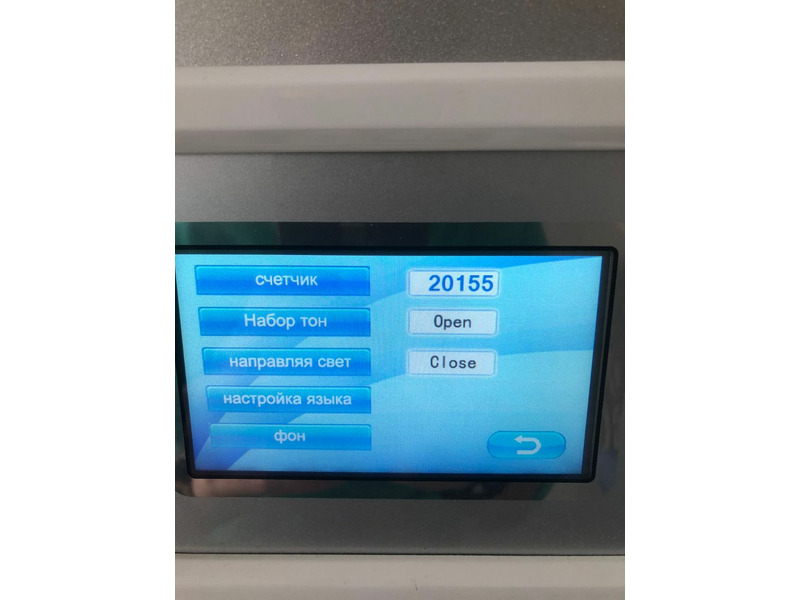 счетчик 20155
Набор тон Open
направляя свет Close
настройка языка
фон